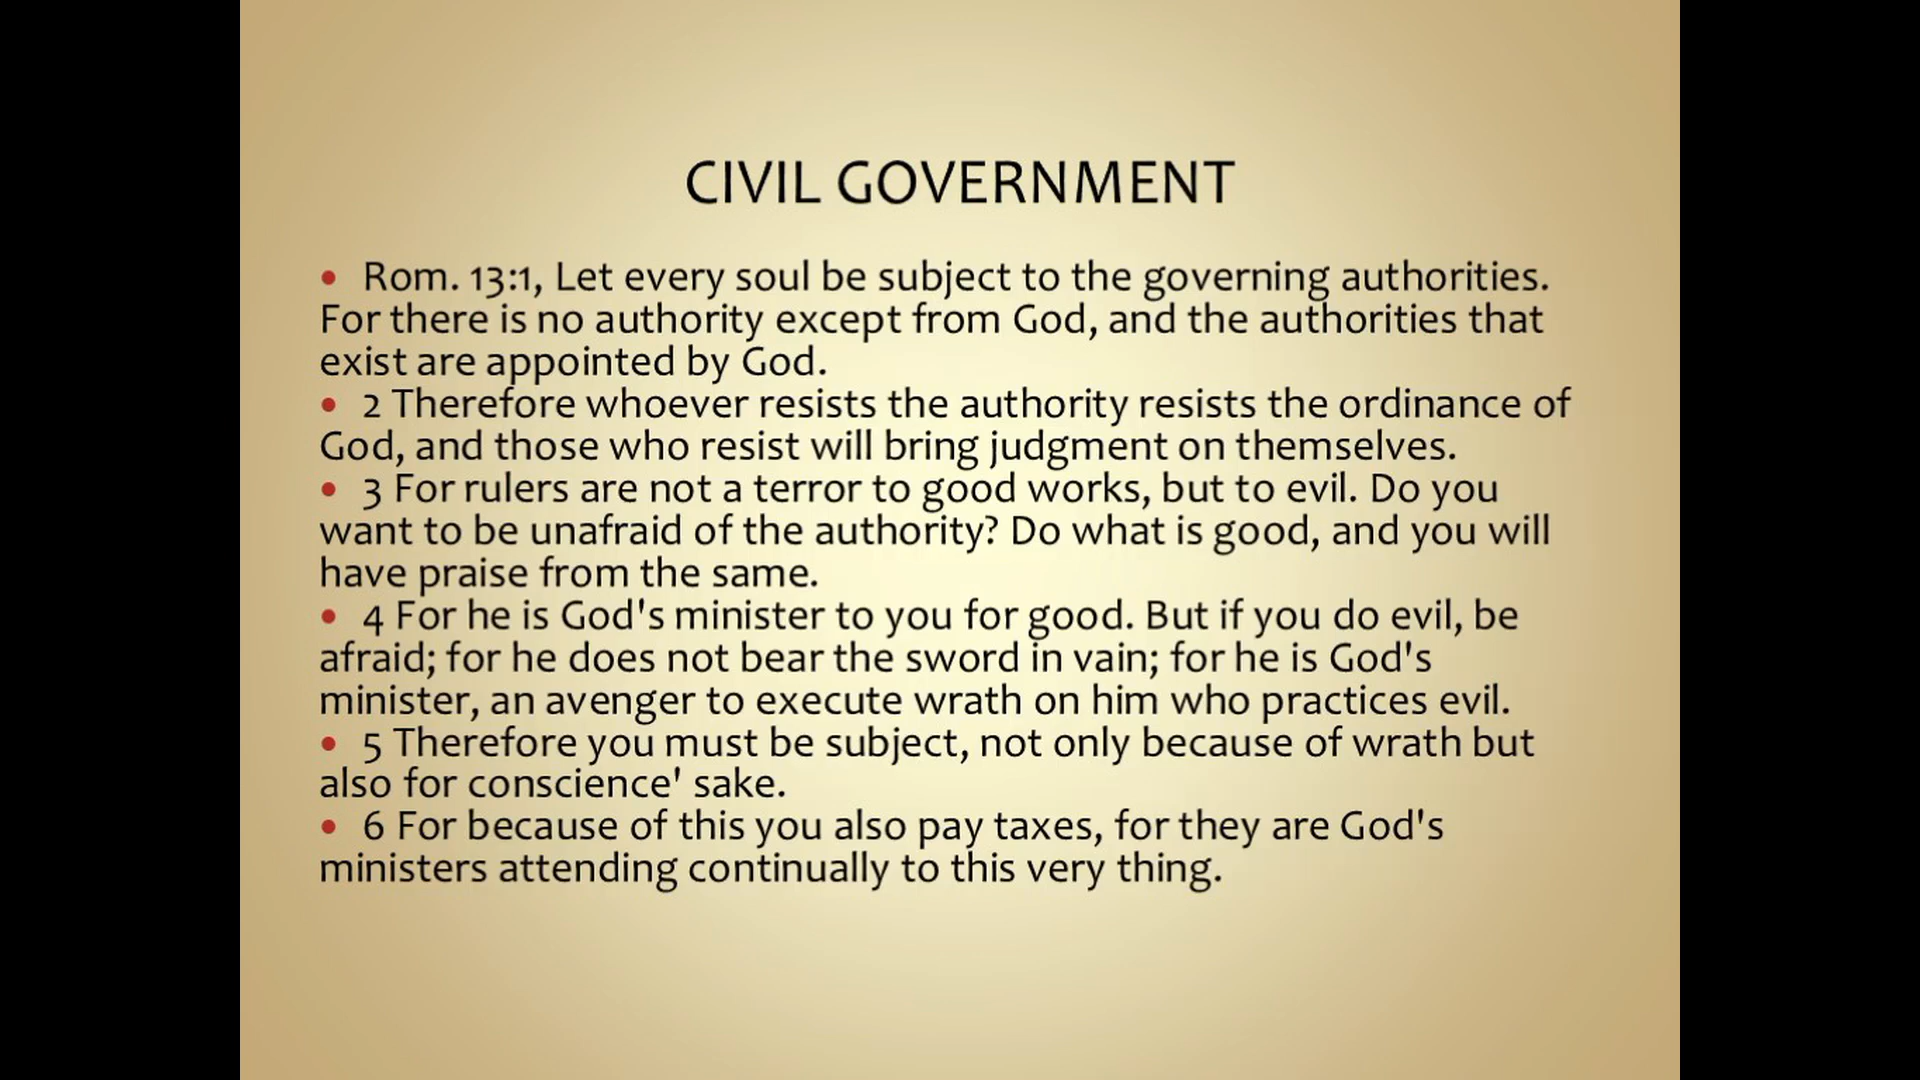 CIVIL GOVERNMENT
• Rom. 13:1, Let every soul be subject to the governing authorities.
For there is no authority except from God, and the authorities that
exist are appointed by God.
• 2 Therefore whoever resists the authority resists the ordinance of
God, and those who resist will bring judgment on themselves.
• 3 For rulers are not a terror to good works, but to evil. Do you
want to be unafraid of the authority? Do what is good, and you will
have praise from the same.
• 4 For he is God's minister to you for good. But if you do evil, be
afraid; for he does not bear the sword in vain; for he is God's
minister, an avenger to execute wrath on him who practices evil.
• 5 Therefore you must be subject, not only because of wrath but
also for conscience' sake.
• 6 For because of this you also pay taxes, for they are God's
ministers attending continually to this very thing.